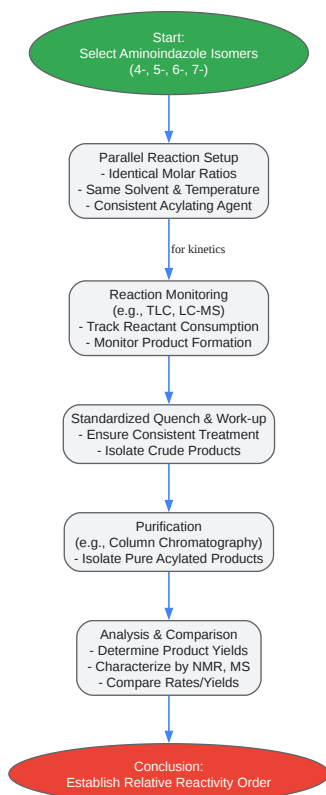 Start:
Select Aminoindazole Isomers
(4-, 5-, 6-, 7-)
Parallel Reaction Setup
- Identical Molar Ratios
- Same Solvent & Temperature
- Consistent Acylating Agent
for kinetics
Reaction Monitoring
(e.g., TLC, LC-MS)
- Track Reactant Consumption
- Monitor Product Formation
Standardized Quench & Work-up
- Ensure Consistent Treatment
- Isolate Crude Products
Purification
(e.g., Column Chromatography)
- Isolate Pure Acylated Products
Analysis & Comparison
- Determine Product Yields
- Characterize by NMR, MS
- Compare Rates/Yields
Conclusion:
Establish Relative Reactivity Order